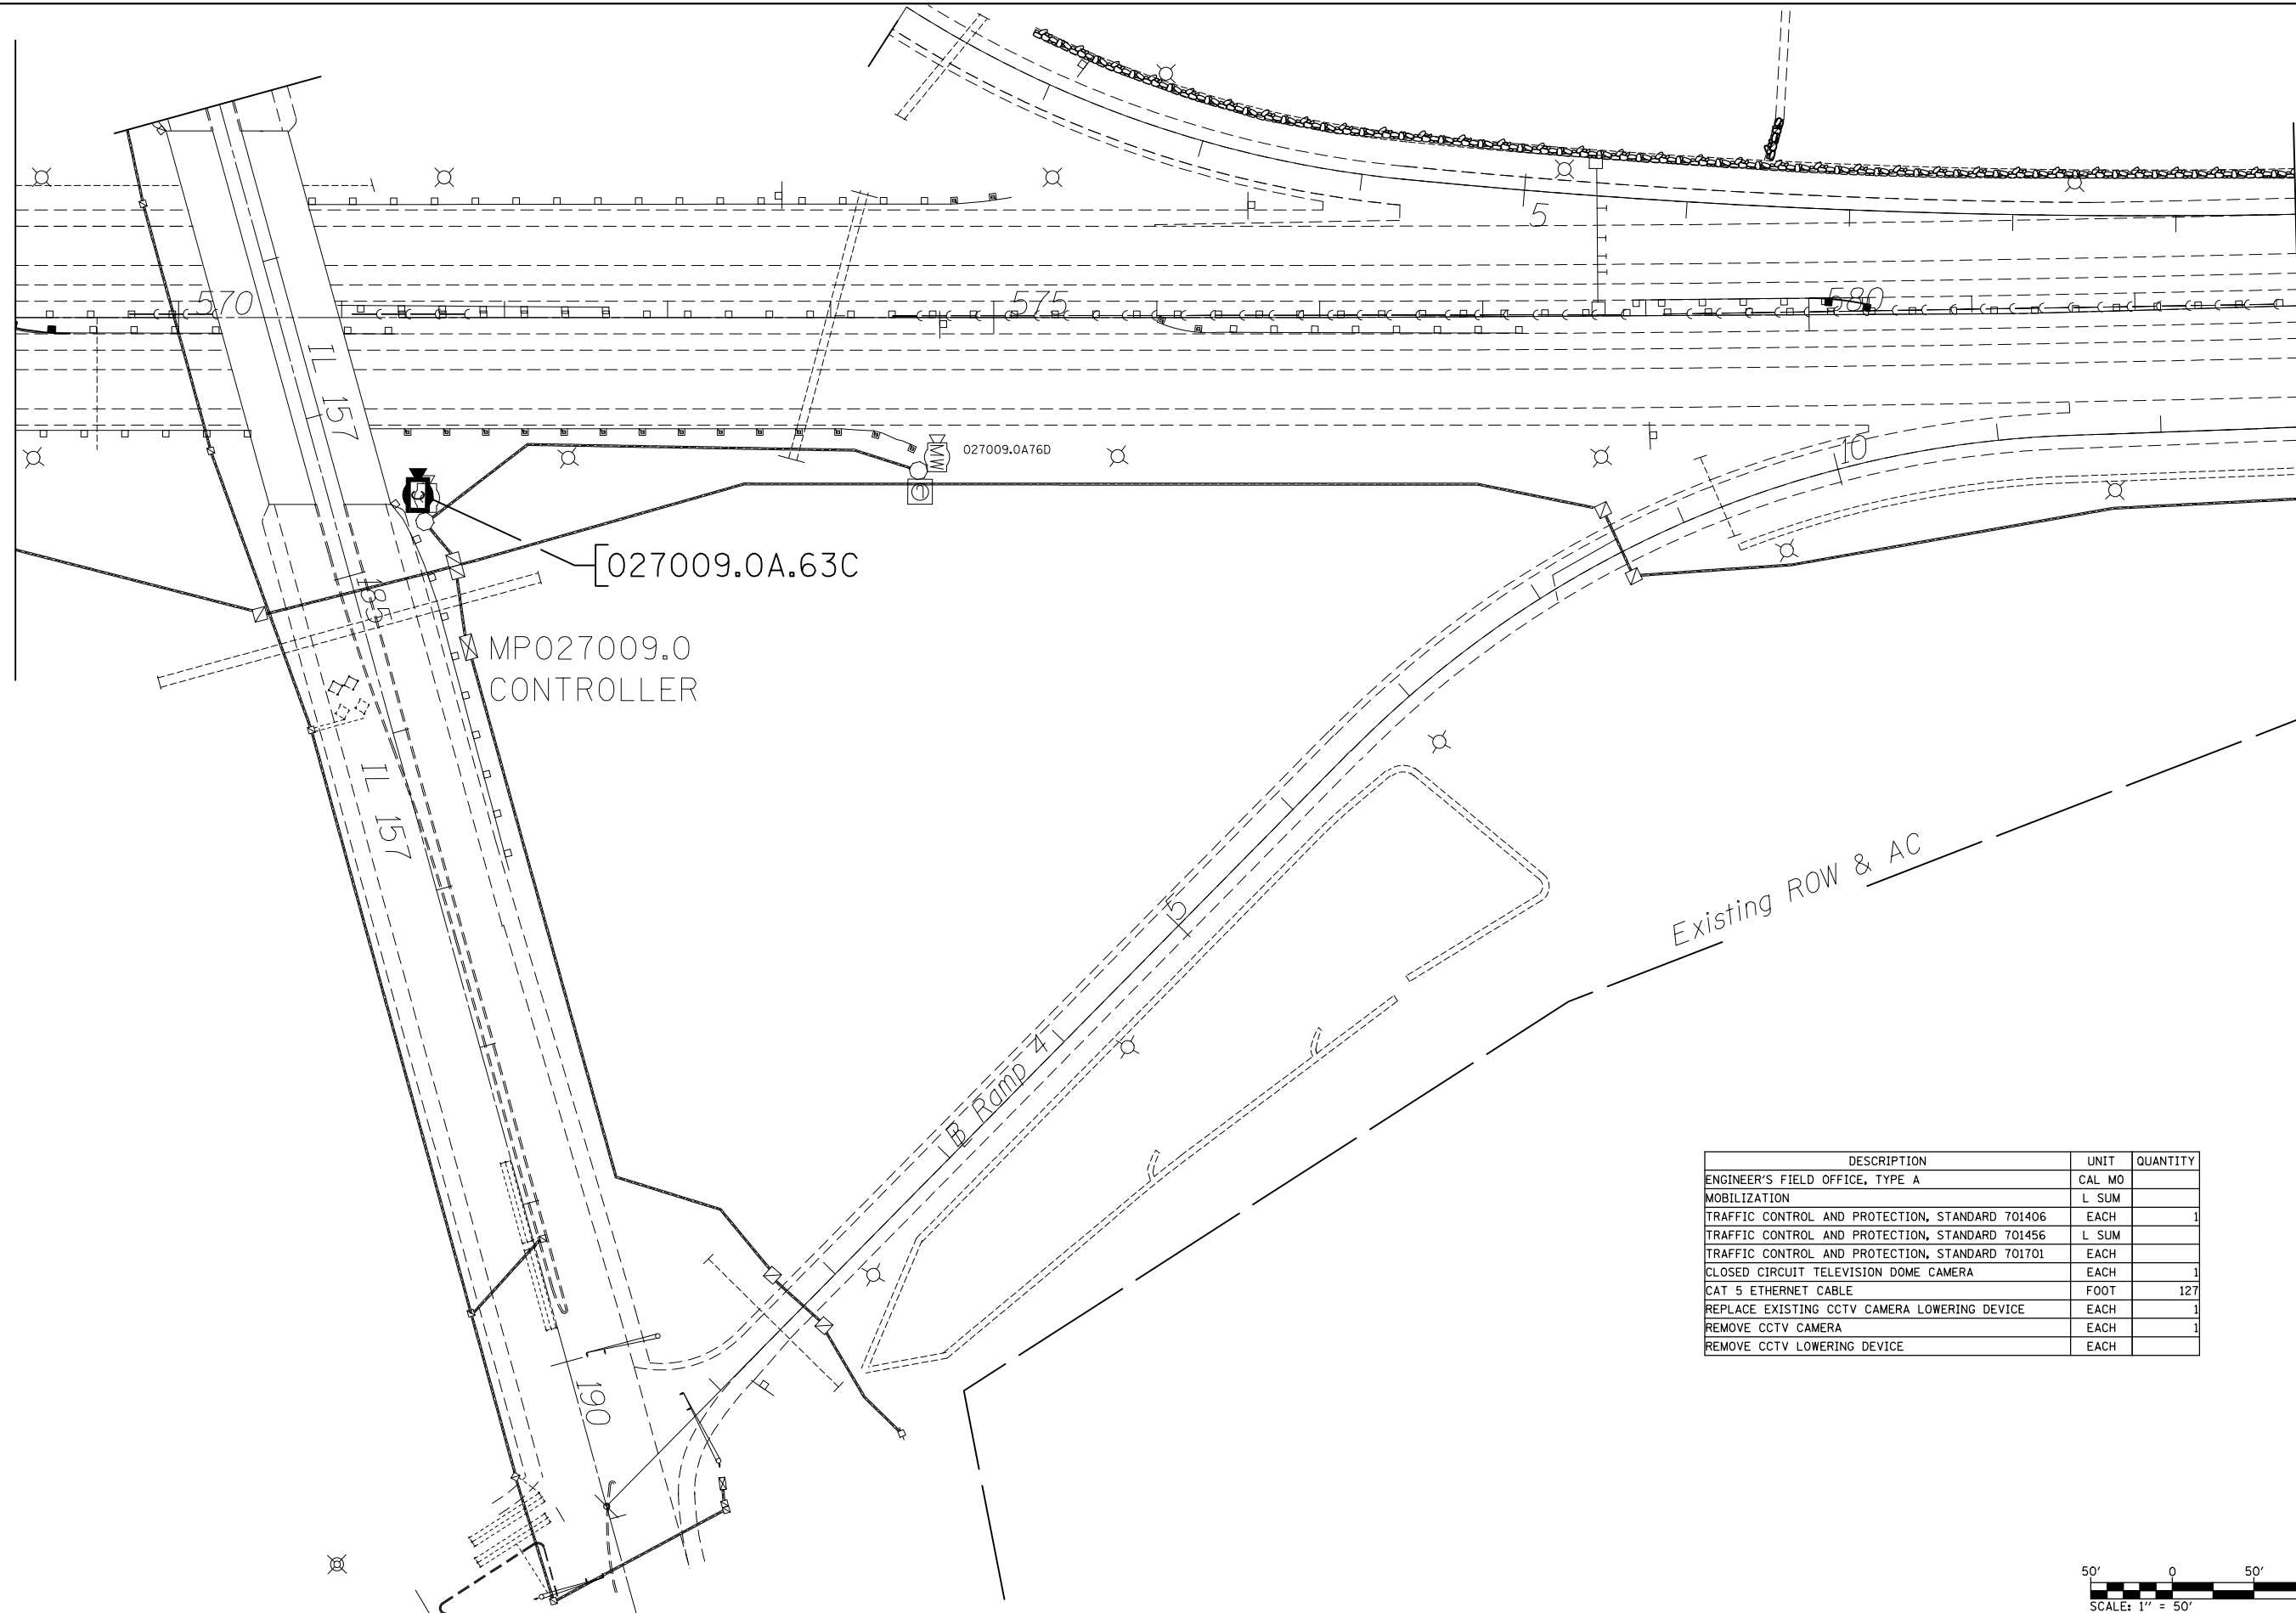 5
570
575
580
IL 157
10
MW
027009.0A76D
C
1
027009.0A.63C
185
MP027009.0
CONTROLLER
IL 157
Existing ROW & AC
5
B Ramp 4
190
DESCRIPTION UNIT QUANTITY
ENGINEER'S FIELD OFFICE, TYPE A CAL MO
MOBILIZATION L SUM
TRAFFIC CONTROL AND PROTECTION, STANDARD 701406 EACH 1
TRAFFIC CONTROL AND PROTECTION, STANDARD 701456 L SUM
TRAFFIC CONTROL AND PROTECTION, STANDARD 701701 EACH
CLOSED CIRCUIT TELEVISION DOME CAMERA EACH 1
CAT 5 ETHERNET CABLE FOOT 127
REPLACE EXISTING CCTV CAMERA LOWERING DEVICE EACH 1
REMOVE CCTV CAMERA EACH 1
REMOVE CCTV LOWERING DEVICE EACH
50' 0 50'
SCALE: 1" = 50'